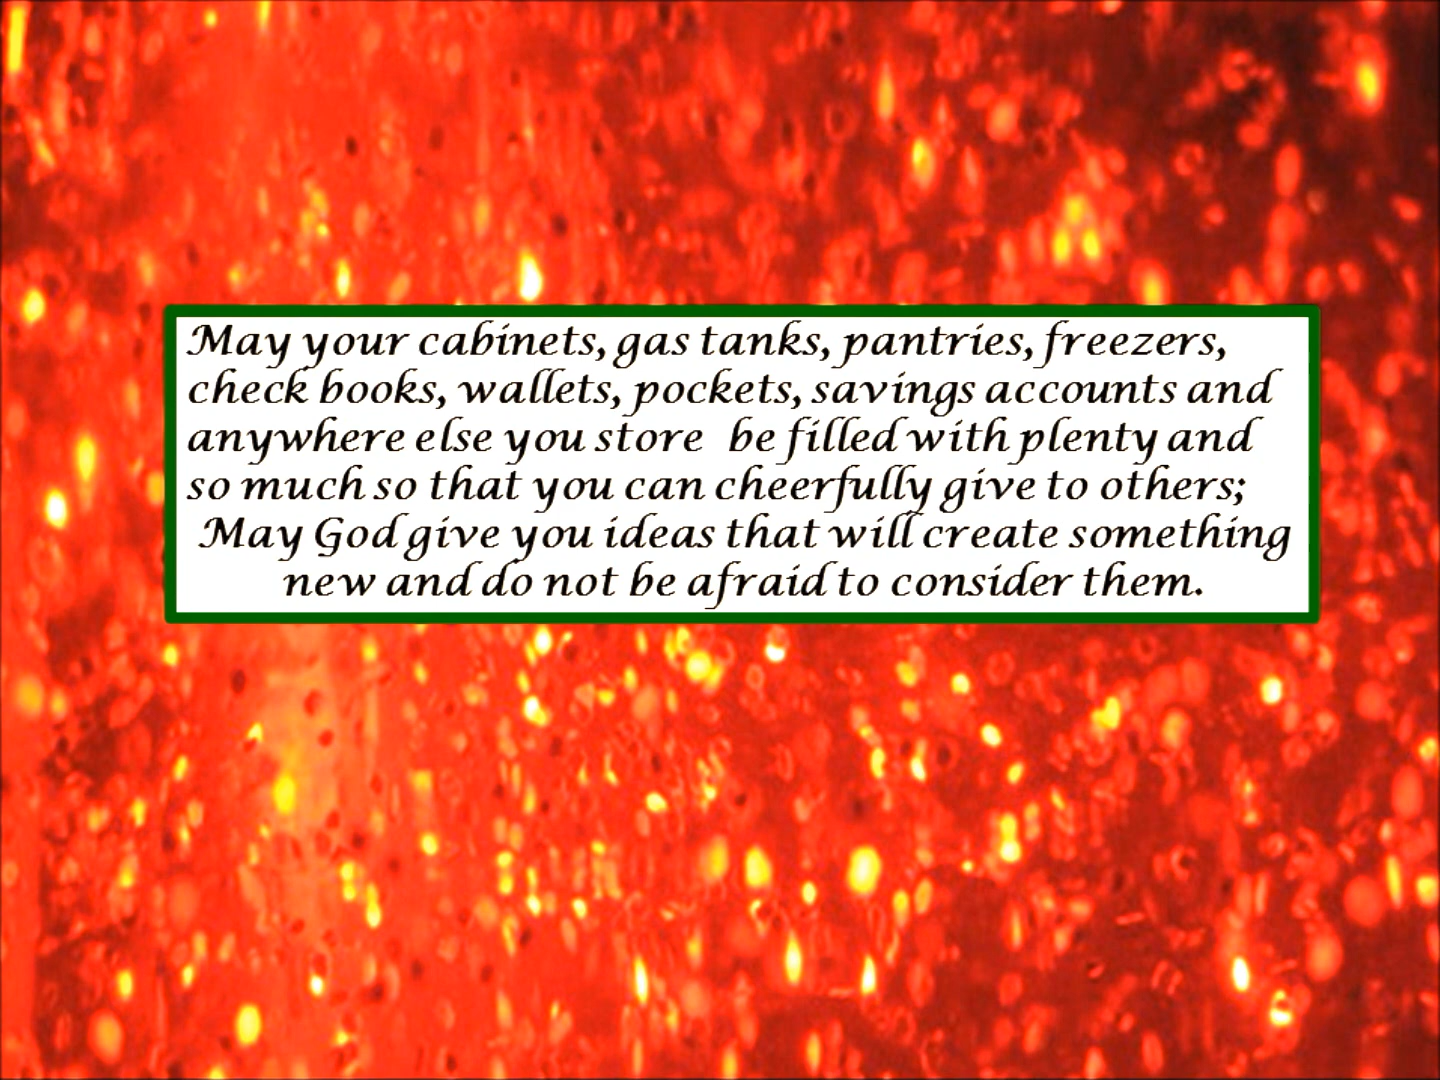 May your cabinets, gas tanks, pantries, freezers,
check books, wallets, pockets, savings accounts and
anywhere else you store be filled with plenty and
so much so that you can cheerfully give to others;
May God give you ideas that will create something
new and do not be afraid to consider them.